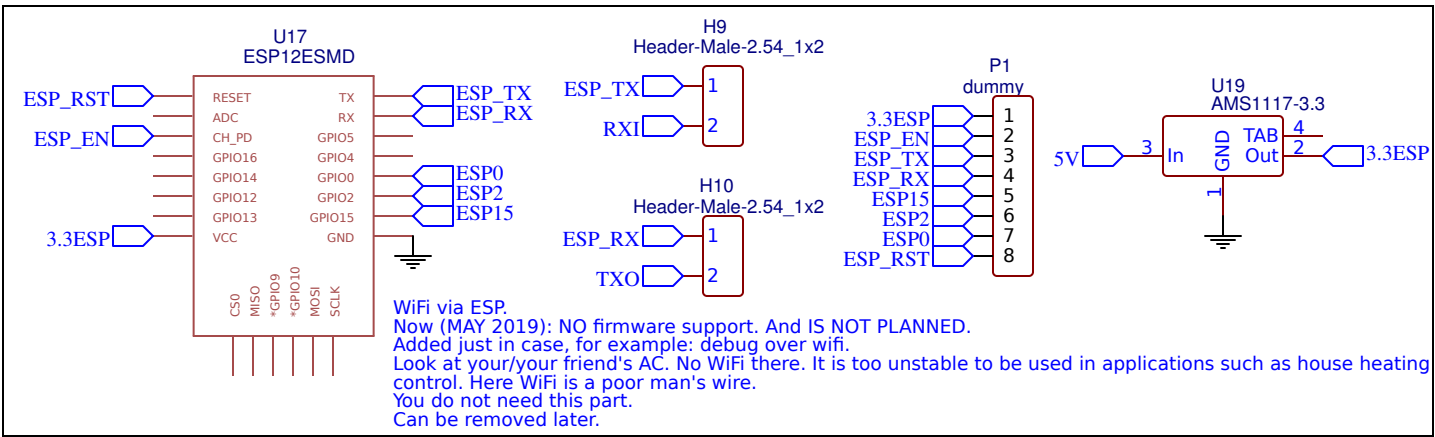 U17
ESP12ESMD
ESP_RST
ESP_EN
3.3ESP
RESET
ADC
CH_PD
GPIO16
GPIO14
GPIO12
GPIO13
VCC
TX
RX
GPIO5
GPIO4
GPIO0
GPIO2
GPIO15
GND
CS0
MISO
*GPIO9
*GPIO10
MOSI
SCLK
ESP_TX
ESP_RX
ESP0
ESP2
ESP15
H9
Header-Male-2.54_1x2
ESP_TX 1
RXI 2
H10
Header-Male-2.54_1x2
ESP_RX 1
TXO 2
P1
dummy
3.3ESP 1
ESP_EN 2
ESP_TX 3
ESP_RX 4
ESP15 5
ESP2 6
ESP0 7
ESP_RST 8
U19
AMS1117-3.3
5V 3 In
GND 1
TAB 4
Out 2 3.3ESP
WiFi via ESP.
Now (MAY 2019): NO firmware support. And IS NOT PLANNED.
Added just in case, for example: debug over wifi.
Look at your/your friend's AC. No WiFi there. It is too unstable to be used in applications such as house heating
control. Here WiFi is a poor man's wire.
You do not need this part.
Can be removed later.